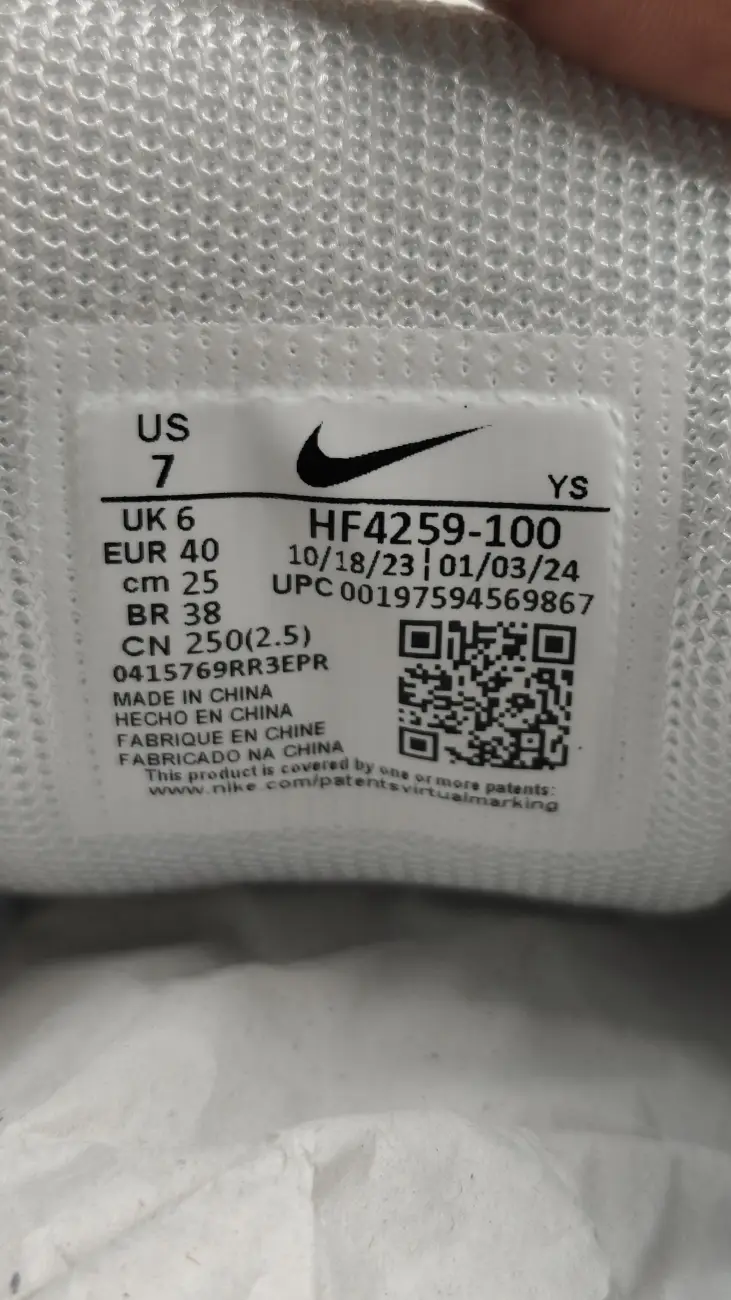 US
7
YS
UK 6
EUR 40
cm 25
BR 38
CN 250(2.5)
HF4259-100
10/18/23 | 01/03/24
UPC 00197594569867
0415769RR3EPR
MADE IN CHINA
HECHO EN CHINA
FABRIQUE EN CHINE
FABRICADO NA CHINA
This product is covered by one or more patents:
www.nike.com/patentsvirtualmarking